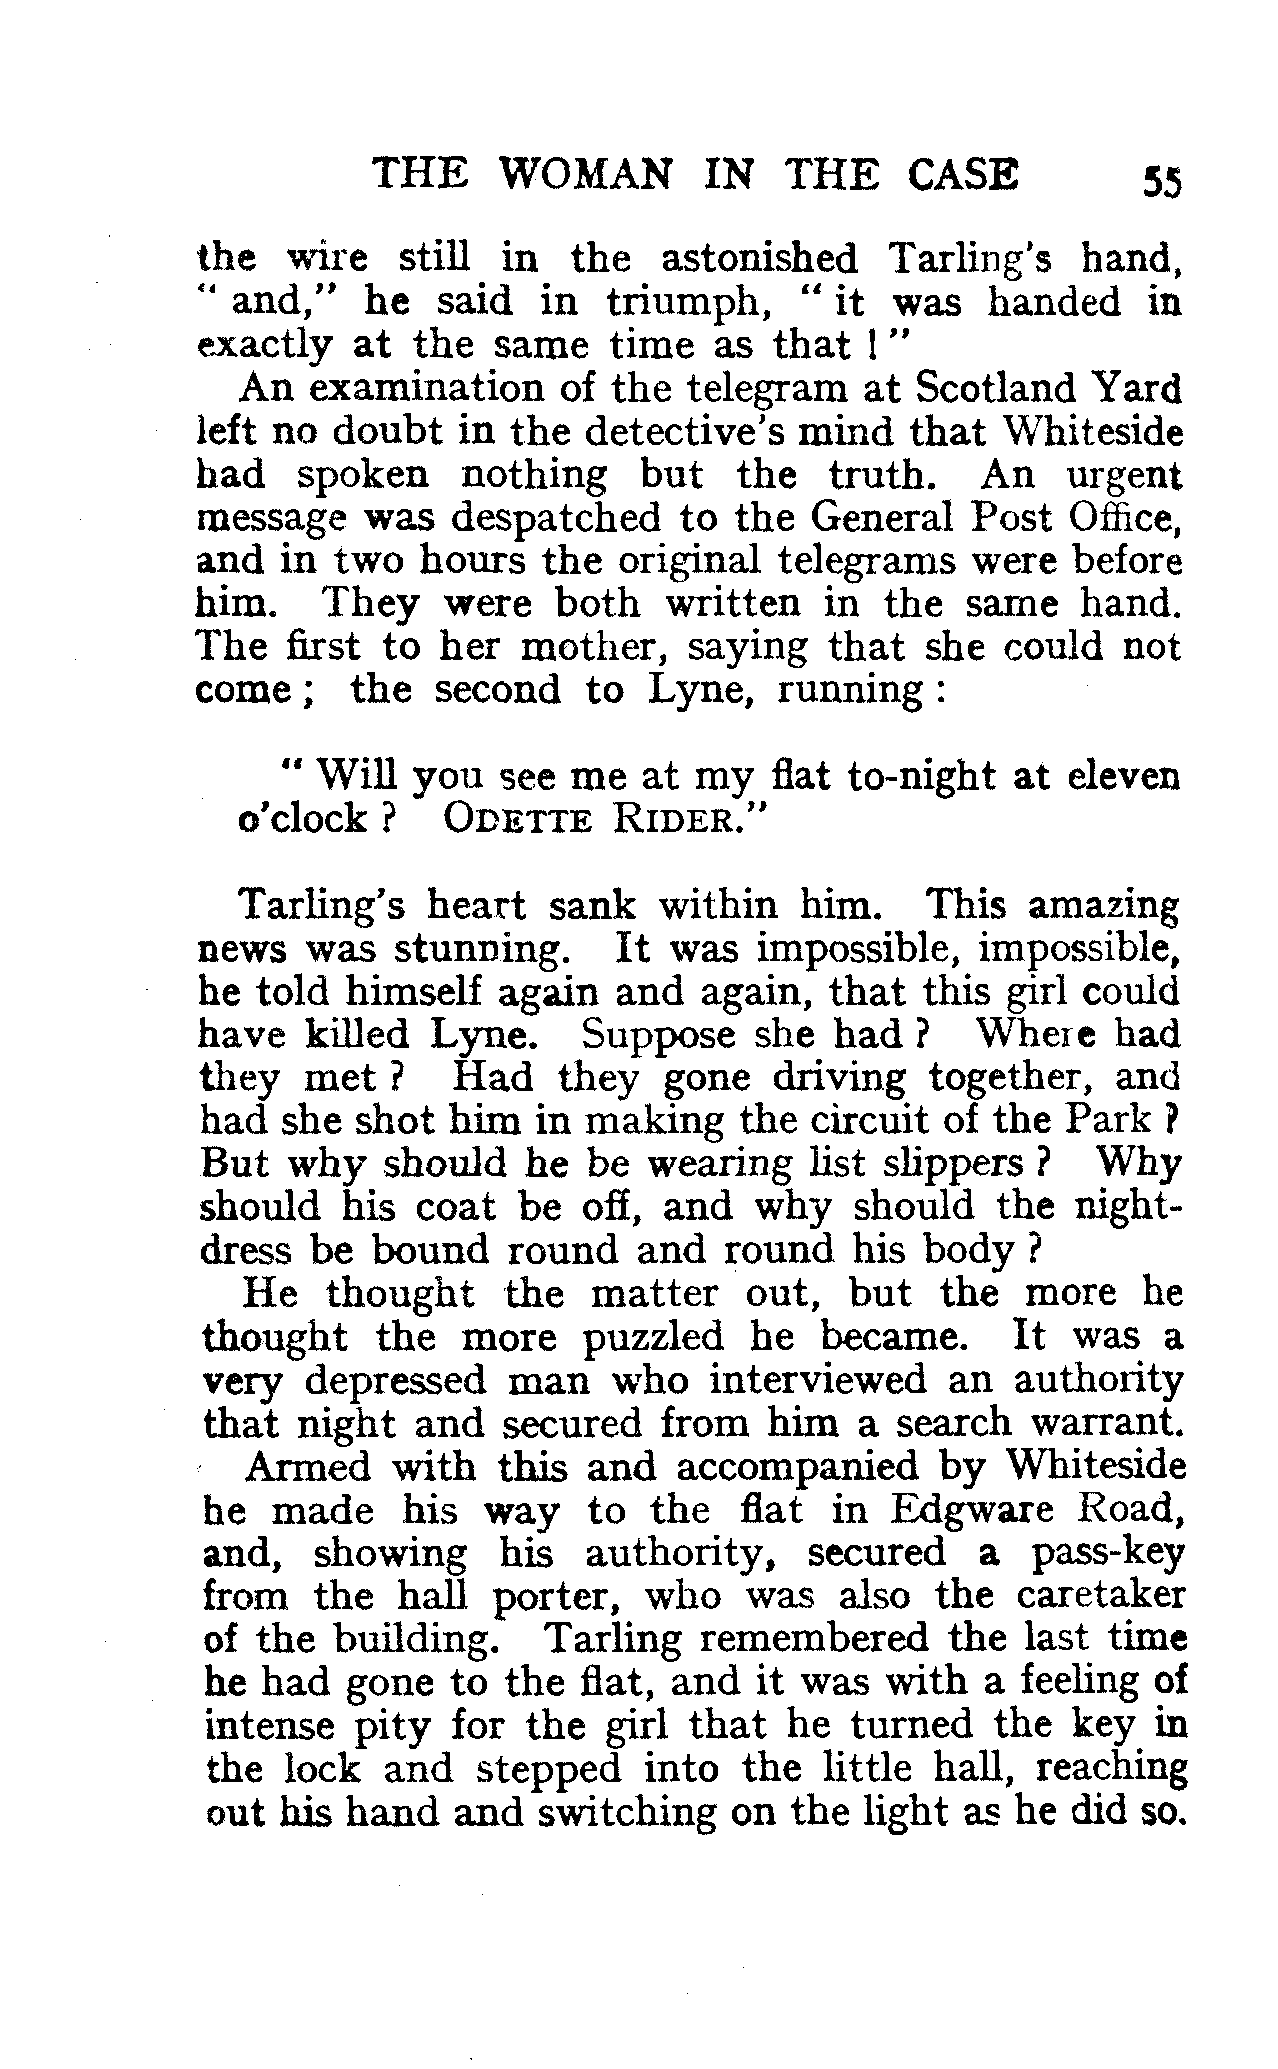 THE WOMAN IN THE CASE 55
the wire still in the astonished Tarling's hand,
“ and,” he said in triumph, “ it was handed in
exactly at the same time as that ! ”
An examination of the telegram at Scotland Yard
left no doubt in the detective's mind that Whiteside
had spoken nothing but the truth. An urgent
message was despatched to the General Post Office,
and in two hours the original telegrams were before
him. They were both written in the same hand.
The first to her mother, saying that she could not
come ; the second to Lyne, running :
“ Will you see me at my flat to-night at eleven
o'clock ? ODETTE RIDER.”
Tarling's heart sank within him. This amazing
news was stunning. It was impossible, impossible,
he told himself again and again, that this girl could
have killed Lyne. Suppose she had ? Where had
they met ? Had they gone driving together, and
had she shot him in making the circuit of the Park ?
But why should he be wearing list slippers ? Why
should his coat be off, and why should the night-
dress be bound round and round his body ?
He thought the matter out, but the more he
thought the more puzzled he became. It was a
very depressed man who interviewed an authority
that night and secured from him a search warrant.
Armed with this and accompanied by Whiteside
he made his way to the flat in Edgware Road,
and, showing his authority, secured a pass-key
from the hall porter, who was also the caretaker
of the building. Tarling remembered the last time
he had gone to the flat, and it was with a feeling of
intense pity for the girl that he turned the key in
the lock and stepped into the little hall, reaching
out his hand and switching on the light as he did so.